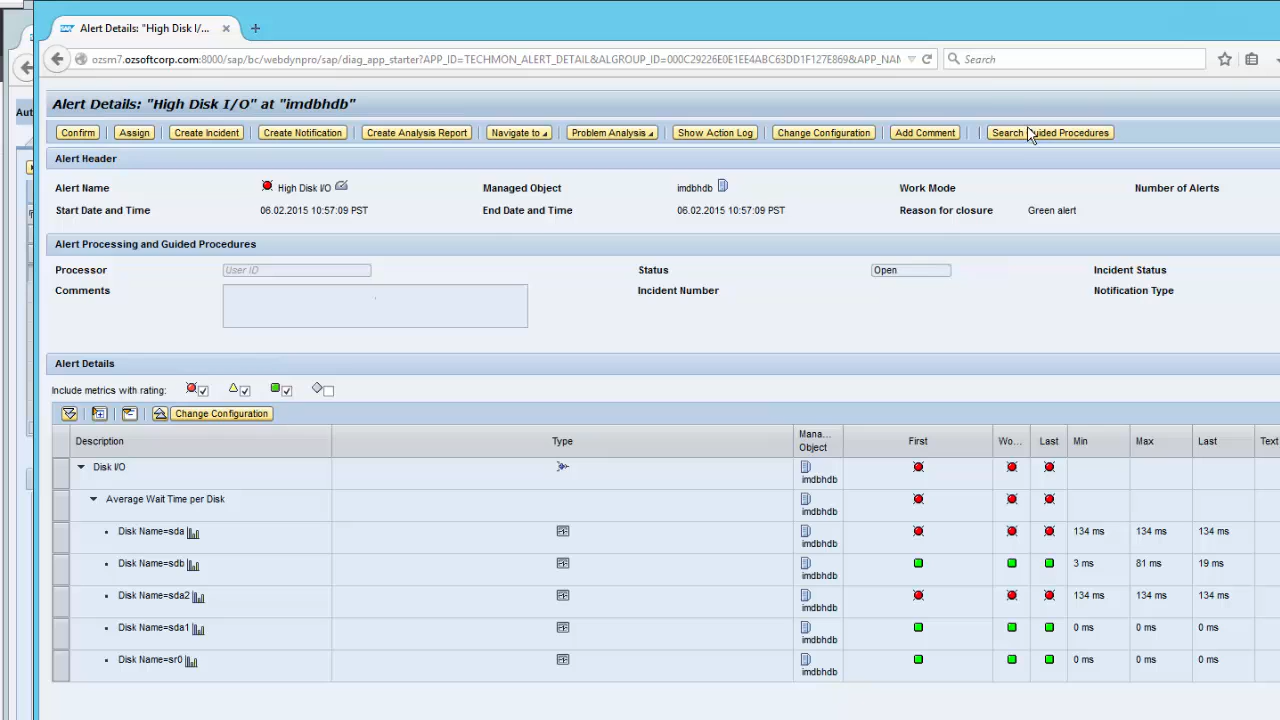 Alert Details: "High Disk I/...
ozsm7.ozsoftcorp.com:8000/sap/bc/webdynpro/sap/diag_app_starter?APP_ID=TECHMON_ALERT_DETAIL&ALGROUP_ID=000C29226E0E1EE4ABC63DD1F127E869&APP_NAM
Search
Aut
Alert Details: "High Disk I/O" at "imdbhdb"
Confirm Assign Create Incident Create Notification Create Analysis Report Navigate to Problem Analysis Show Action Log Change Configuration Add Comment Search Guided Procedures
Alert Header
Alert Name High Disk I/O Managed Object imdbhdb Work Mode Number of Alerts
Start Date and Time 06.02.2015 10:57:09 PST End Date and Time 06.02.2015 10:57:09 PST Reason for closure Green alert
Alert Processing and Guided Procedures
Processor User ID Status Open Incident Status
Comments Incident Number Notification Type
Alert Details
Include metrics with rating:
Change Configuration
Description Type Mana... Object First Wo... Last Min Max Last Text
Disk I/O imdbhdb
Average Wait Time per Disk imdbhdb
Disk Name=sda imdbhdb 134 ms 134 ms 134 ms
Disk Name=sdb imdbhdb 3 ms 81 ms 19 ms
Disk Name=sda2 imdbhdb 134 ms 134 ms 134 ms
Disk Name=sda1 imdbhdb 0 ms 0 ms 0 ms
Disk Name=sr0 imdbhdb 0 ms 0 ms 0 ms